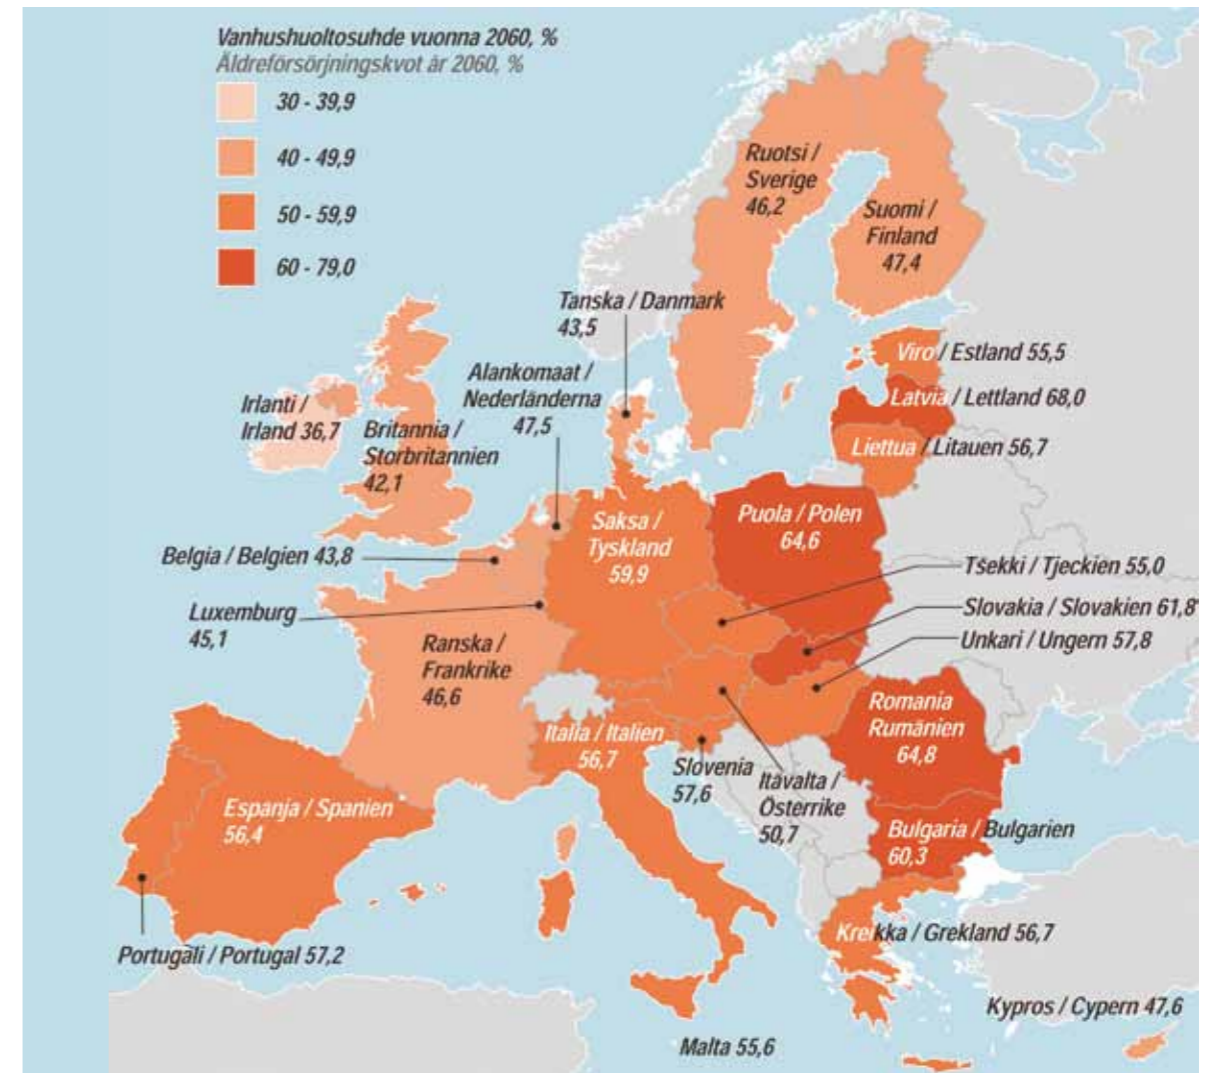 Vanhushuoltosuhde vuonna 2060, %
Äldreförsörjningskvot år 2060, %
30 - 39,9
40 - 49,9
50 - 59,9
60 - 79,0
Ruotsi /
Sverige
46,2
Suomi /
Finland
47,4
Tanska / Danmark
43,5
Viro / Estland 55,5
Alankomaat /
Nederländerna
47,5
Latvia / Lettland 68,0
Irlanti /
Irland 36,7
Britannia /
Storbritannien
42,1
Liettua / Litauen 56,7
Saksa /
Tyskland
59,9
Puola / Polen
64,6
Belgia / Belgien 43,8
Tšekki / Tjeckien 55,0
Luxemburg
45,1
Slovakia / Slovakien 61,8
Unkari / Ungern 57,8
Ranska /
Frankrike
46,6
Romania
Rumänien
64,8
Italia / Italien
56,7
Slovenia
57,6
Itävalta /
Österrike
50,7
Espanja / Spanien
56,4
Bulgaria / Bulgarien
60,3
Kreikka / Grekland 56,7
Portugali / Portugal 57,2
Kypros / Cypern 47,6
Malta 55,6